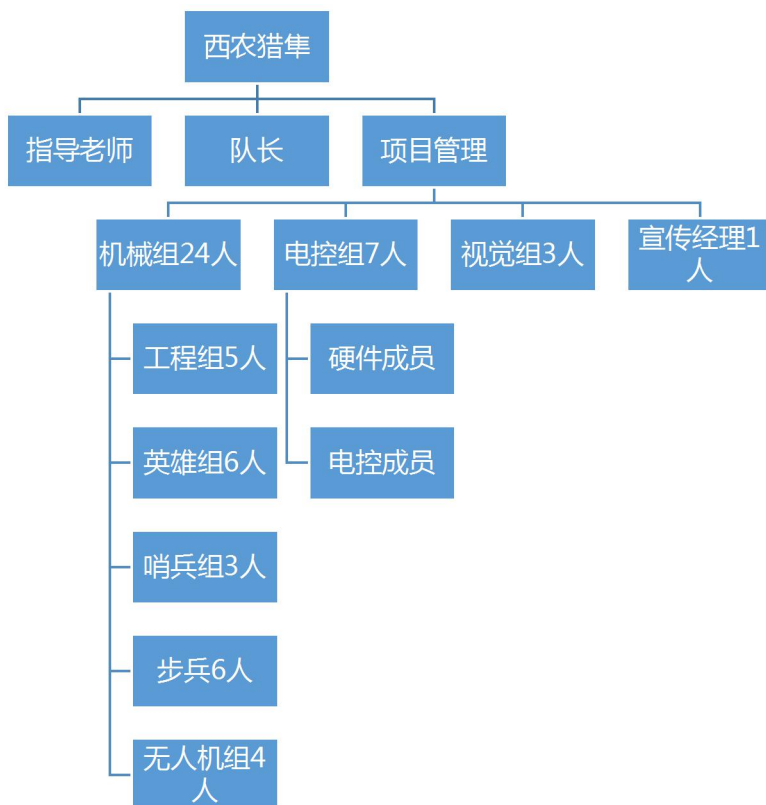 西农猎隼
指导老师
队长
项目管理
机械组24人
电控组7人
视觉组3人
宣传经理1
人
工程组5人
硬件成员
英雄组6人
电控成员
哨兵组3人
步兵6人
无人机组4
人